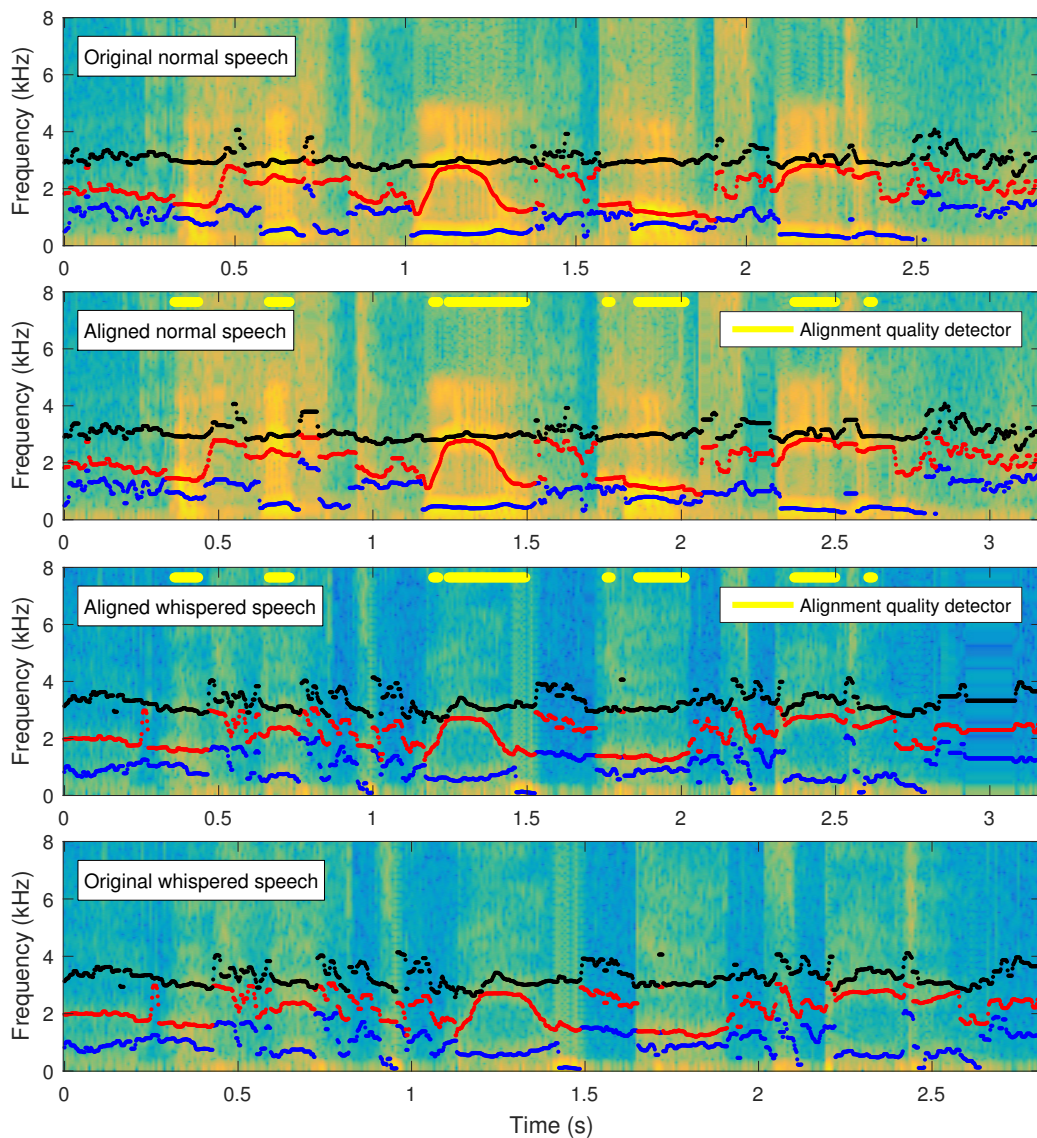 8
Original normal speech
6
4
2
0
Frequency (kHz)
0 0.5 1 1.5 2 2.5
8
Aligned normal speech
Alignment quality detector
6
4
2
0
Frequency (kHz)
0 0.5 1 1.5 2 2.5 3
8
Aligned whispered speech
Alignment quality detector
6
4
2
0
Frequency (kHz)
0 0.5 1 1.5 2 2.5 3
8
Original whispered speech
6
4
2
0
Frequency (kHz)
0 0.5 1 1.5 2 2.5
Time (s)